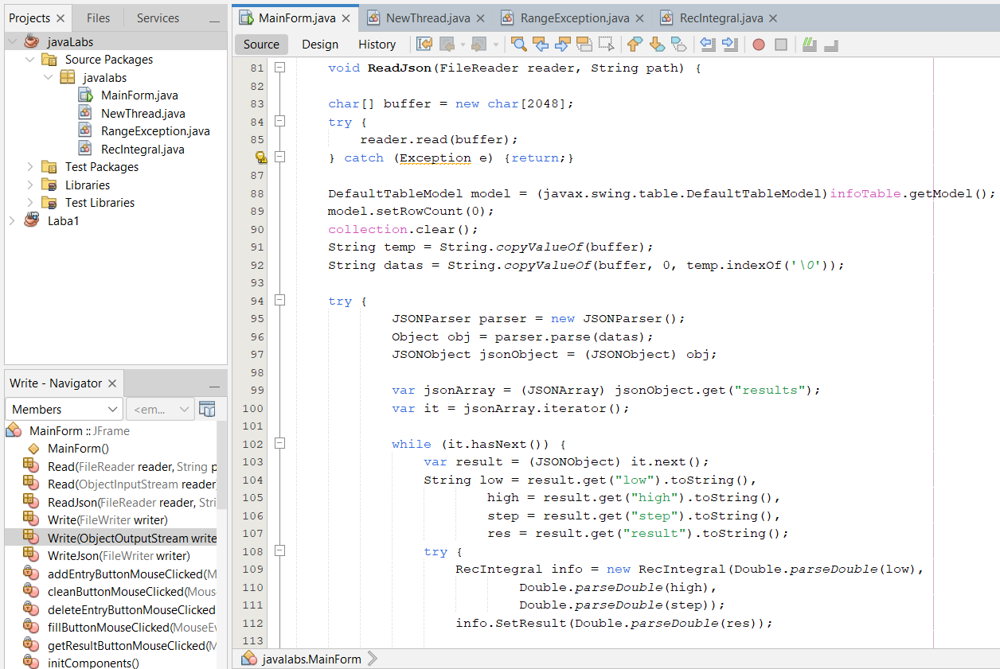 Projects
Files
Services
javaLabs
Source Packages
javalabs
MainForm.java
NewThread.java
RangeException.java
RecIntegral.java
Test Packages
Libraries
Test Libraries
Laba1
Write - Navigator
Members
<em...
MainForm :: JFrame
MainForm()
Read(FileReader reader, String p
Read(ObjectInputStream reader
ReadJson(FileReader reader, Stri
Write(FileWriter writer)
Write(ObjectOutputStream write
WriteJson(FileWriter writer)
addEntryButtonMouseClicked(M
cleanButtonMouseClicked(Mous
deleteEntryButtonMouseClicked
fillButtonMouseClicked(MouseEv
getResultButtonMouseClicked(M
initComponents()
MainForm.java
NewThread.java
RangeException.java
RecIntegral.java
Source
Design
History
81 void ReadJson(FileReader reader, String path) {
82
83 char[] buffer = new char[2048];
84 try {
85 reader.read(buffer);
} catch (Exception e) {return;}
87
88 DefaultTableModel model = (javax.swing.table.DefaultTableModel)infoTable.getModel();
89 model.setRowCount(0);
90 collection.clear();
91 String temp = String.copyValueOf(buffer);
92 String datas = String.copyValueOf(buffer, 0, temp.indexOf('\0'));
93
94 try {
95 JSONParser parser = new JSONParser();
96 Object obj = parser.parse(datas);
97 JSONObject jsonObject = (JSONObject) obj;
98
99 var jsonArray = (JSONArray) jsonObject.get("results");
100 var it = jsonArray.iterator();
101
102 while (it.hasNext()) {
103 var result = (JSONObject) it.next();
104 String low = result.get("low").toString(),
105 high = result.get("high").toString(),
106 step = result.get("step").toString(),
107 res = result.get("result").toString();
108 try {
109 RecIntegral info = new RecIntegral(Double.parseDouble(low),
110 Double.parseDouble(high),
111 Double.parseDouble(step));
112 info.SetResult(Double.parseDouble(res));
113
javalabs.MainForm